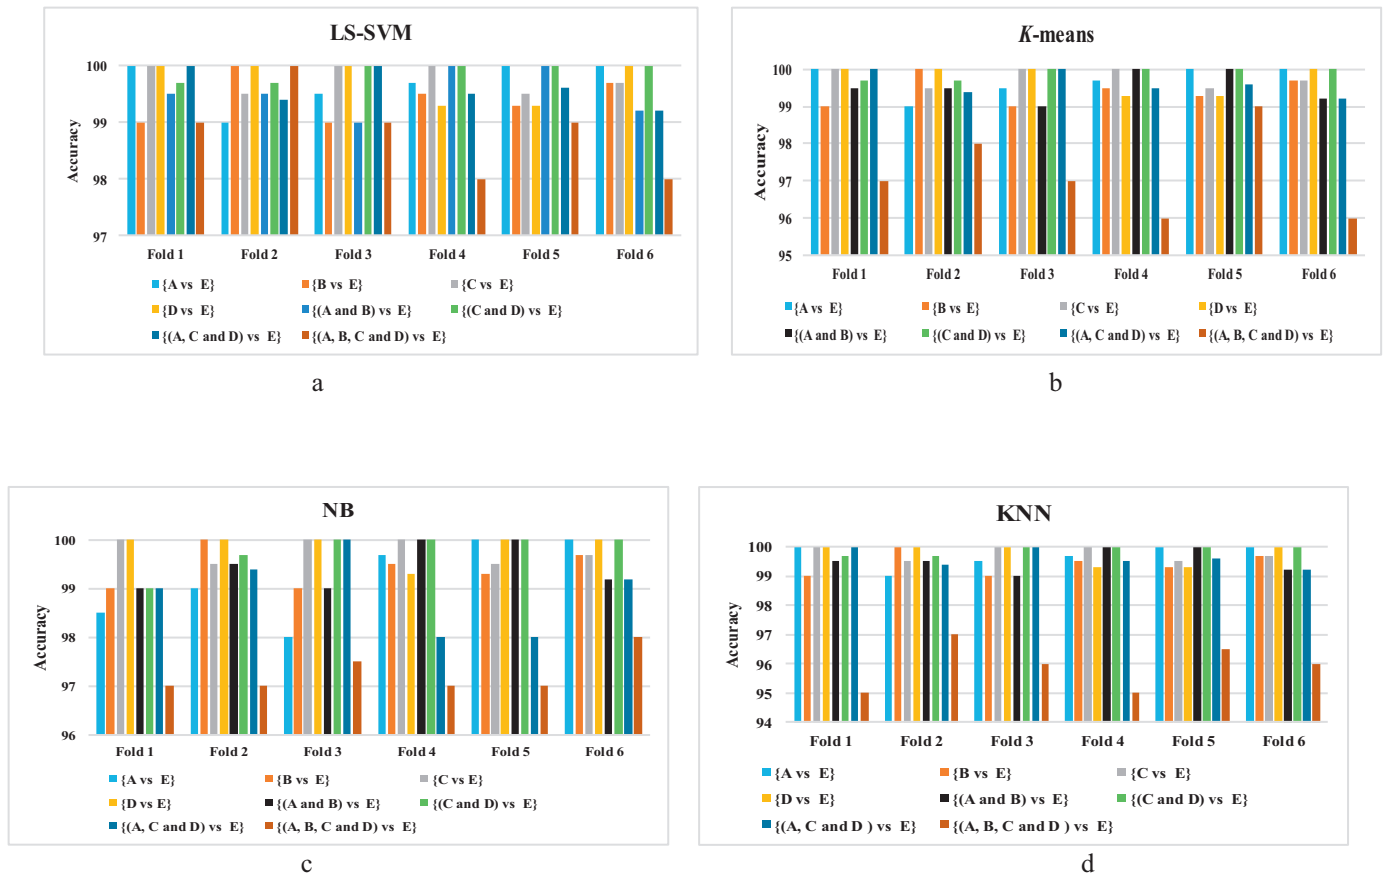 LS-SVM
Accuracy
100
99
98
97
Fold 1 Fold 2 Fold 3 Fold 4 Fold 5 Fold 6
{A vs E} {B vs E} {C vs E}
{D vs E} {(A and B) vs E} {(C and D) vs E}
{(A, C and D) vs E} {(A, B, C and D) vs E}
a
K-means
Accuracy
100
99
98
97
96
95
Fold 1 Fold 2 Fold 3 Fold 4 Fold 5 Fold 6
{A vs E} {B vs E} {C vs E} {D vs E}
{(A and B) vs E} {(C and D) vs E} {(A, C and D) vs E} {(A, B, C and D) vs E}
b
NB
Accuracy
100
99
98
97
96
Fold 1 Fold 2 Fold 3 Fold 4 Fold 5 Fold 6
{A vs E} {B vs E} {C vs E}
{D vs E} {(A and B) vs E} {(C and D) vs E}
{(A, C and D) vs E} {(A, B, C and D) vs E}
c
KNN
Accuracy
100
99
98
97
96
95
94
Fold 1 Fold 2 Fold 3 Fold 4 Fold 5 Fold 6
{A vs E} {B vs E} {C vs E}
{D vs E} {(A and B) vs E} {(C and D) vs E}
{(A, C and D ) vs E} {(A, B, C and D ) vs E}
d